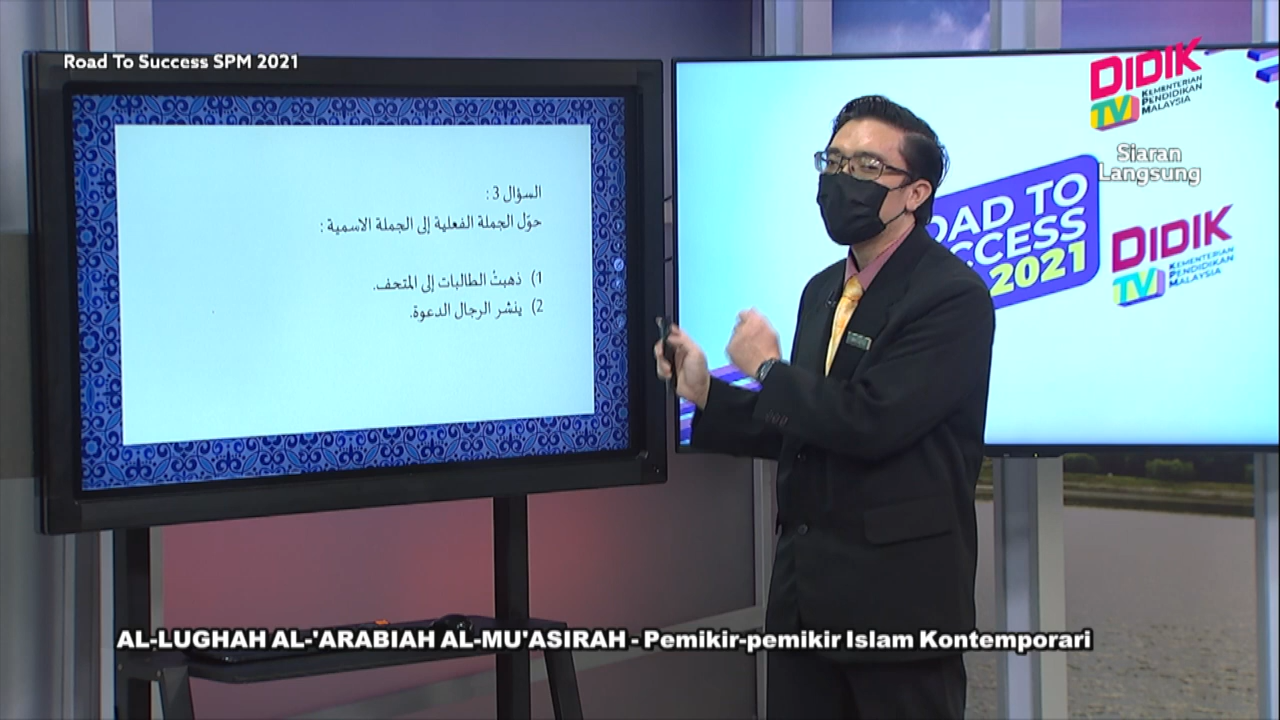 Road To Success SPM 2021
السؤال 3 :
حوّل الجملة الفعلية إلى الجملة الاسمية :
1) ذهبتْ الطالبات إلى المتحف.
2) ينشر الرجال الدعوة.
DIDIK
TV
KEMENTERIAN
PENDIDIKAN
MALAYSIA
Siaran
Langsung
OAD TO
CCESS
2021
DIDIK
TV
KEMENTERIAN
PENDIDIKAN
MALAYSIA
AL-LUGHAH AL-'ARABIAH AL-MU'ASIRAH - Pemikir-pemikir Islam Kontemporari